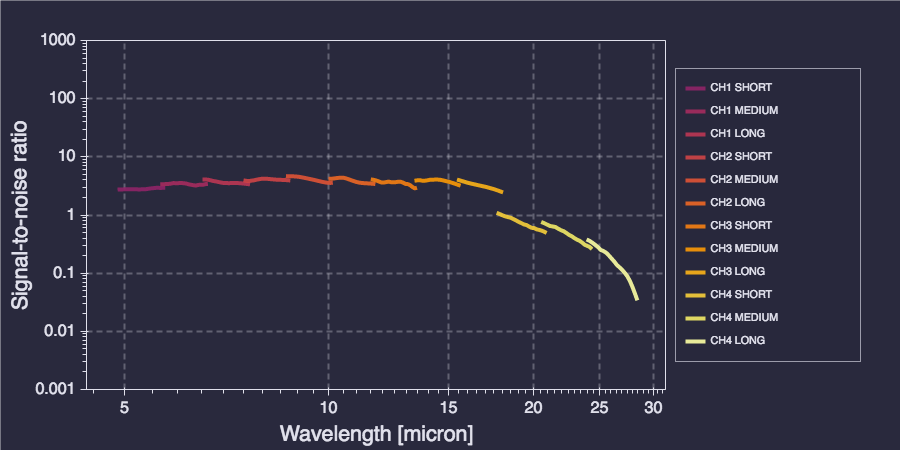 1000
100
10
1
0.1
0.01
0.001
Signal-to-noise ratio
5
10
15
20
25
30
Wavelength [micron]
CH1 SHORT
CH1 MEDIUM
CH1 LONG
CH2 SHORT
CH2 MEDIUM
CH2 LONG
CH3 SHORT
CH3 MEDIUM
CH3 LONG
CH4 SHORT
CH4 MEDIUM
CH4 LONG